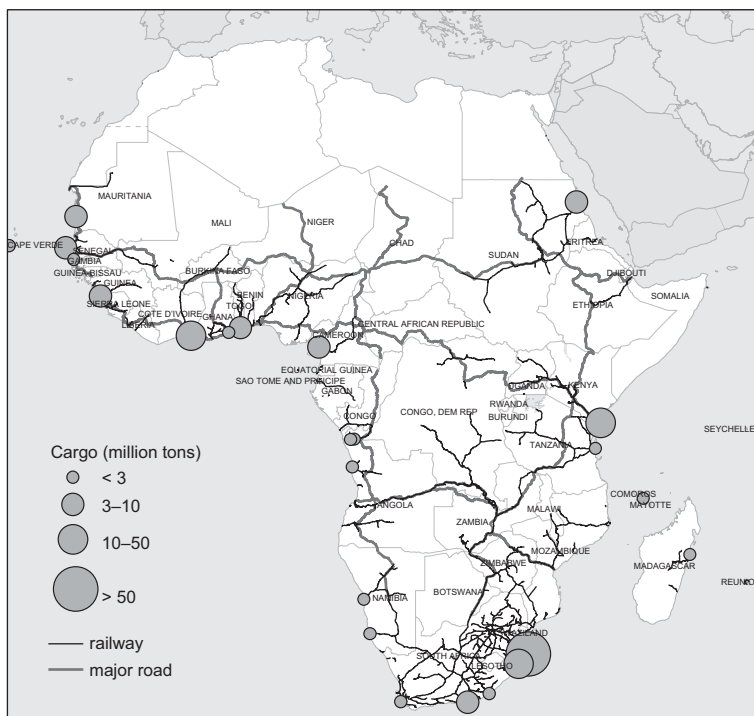 MAURITANIA
MALI
NIGER
CHAD
SUDAN
ERITREA
CAPE VERDE
SENEGAL
GAMBIA
GUINEA-BISSAU
GUINEA
BURKINA FASO
BENIN
NIGERIA
TOGO
DJIBOUTI
ETHIOPIA
SOMALIA
SIERRA LEONE
COTE D'IVOIRE
GHANA
LIBERIA
CENTRAL AFRICAN REPUBLIC
CAMEROON
EQUATORIAL GUINEA
SAO TOME AND PRINCIPE
GABON
UGANDA
KENYA
CONGO
CONGO, DEM REP
RWANDA
BURUNDI
SEYCHELLE
TANZANIA
Cargo (million tons)
< 3
3–10
10–50
> 50
railway
major road
COMOROS
MAYOTTE
ANGOLA
MALAWI
ZAMBIA
MOZAMBIQUE
ZIMBABWE
MADAGASCAR
REUNIO
BOTSWANA
NAMIBIA
SOUTH AFRICA
LESOTHO